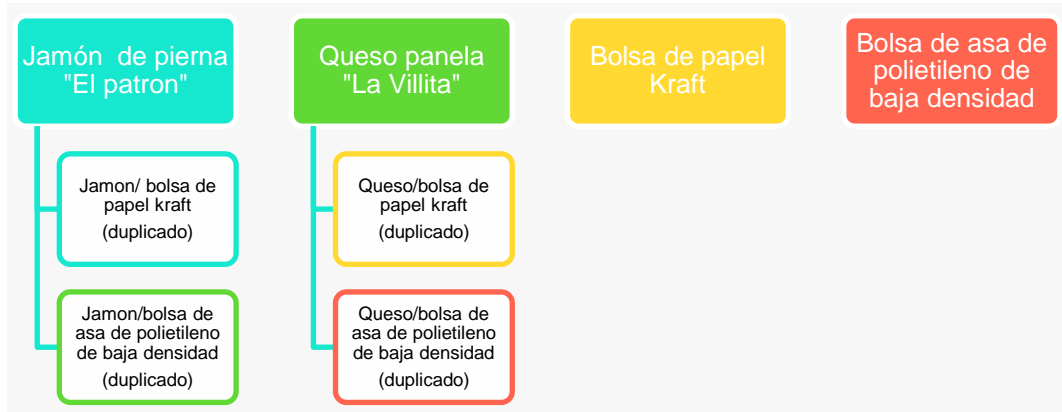 Jamón de pierna
"El patron"
Queso panela
"La Villita"
Bolsa de papel
Kraft
Bolsa de asa de
polietileno de
baja densidad
Jamon/ bolsa de
papel kraft
(duplicado)
Queso/bolsa de
papel kraft
(duplicado)
Jamon/bolsa de
asa de polietileno
de baja densidad
(duplicado)
Queso/bolsa de
asa de polietileno
de baja densidad
(duplicado)